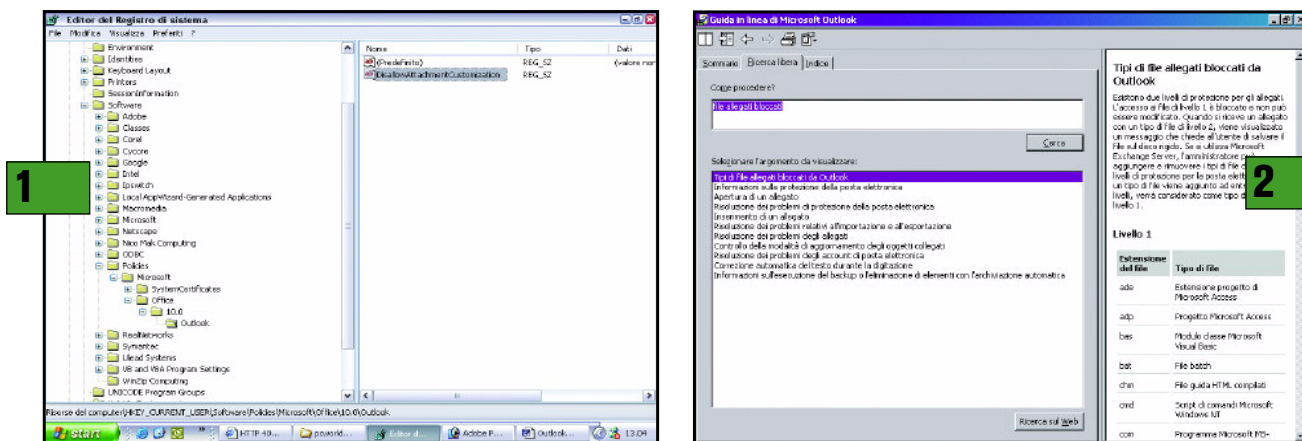 Editor del Registro di sistema
File Modifica Visualizza Preferiti ?
Environment
Identities
Keyboard Layout
Printers
SessionInformation
Software
Adobe
Classes
Corel
Cycore
Google
Intel
Ipswitch
Local AppWizard-Generated Applications
Macromedia
Microsoft
Netscape
Nico Mak Computing
ODBC
Policies
Microsoft
SystemCertificates
Office
10.0
Outlook
RealNetworks
Symantec
Ulead Systems
VB and VBA Program Settings
WinZip Computing
UNICODE Program Groups
Nome Tipo Dati
(Predefinito) REG_SZ (valore non
DisallowAttachmentCustomization REG_SZ
Risorse del computer\HKEY_CURRENT_USER\Software\Policies\Microsoft\Office\10.0\Outlook
start HTTP 40... pcworld... Editor d... Adobe P... Outlook... 13.04
1
Guida in linea di Microsoft Outlook
Sommario Ricerca libera Indice
Come procedere?
file allegati bloccati
Cerca
Selezionare l'argomento da visualizzare:
Tipi di file allegati bloccati da Outlook
Informazioni sulla protezione della posta elettronica
Apertura di un allegato
Risoluzione dei problemi di protezione della posta elettronica
Inserimento di un allegato
Risoluzione dei problemi relativi all'importazione e all'esportazione
Risoluzione dei problemi degli allegati
Controllo della modalità di aggiornamento degli oggetti collegati
Risoluzione dei problemi degli account di posta elettronica
Correzione automatica del testo durante la digitazione
Informazioni sull'esecuzione del backup o l'eliminazione di elementi con l'archiviazione automatica
Ricerca sul Web
Tipi di file allegati bloccati da
Outlook
Esistono due livelli di protezione per gli allegati.
L'accesso ai file di livello 1 è bloccato e non può
essere modificato. Quando si riceve un allegato
con un tipo di file di livello 2, viene visualizzato
un messaggio che chiede all'utente di salvare il
file sul disco rigido. Se si utilizza Microsoft
Exchange Server, l'amministratore
aggiungere e rimuovere i tipi di file
livelli di protezione per la posta
un tipo di file viene aggiunto ad
livelli, verrà considerato come tipo
livello 1.
2
Livello 1
Estensione
del file Tipo di file
ade Estensione progetto di
Microsoft Access
adp Progetto Microsoft Access
bas Modulo classe Microsoft
Visual Basic
bat File batch
chm File guida HTML compilati
cmd Script di comandi Microsoft
Windows NT
com Programma Microsoft MS-